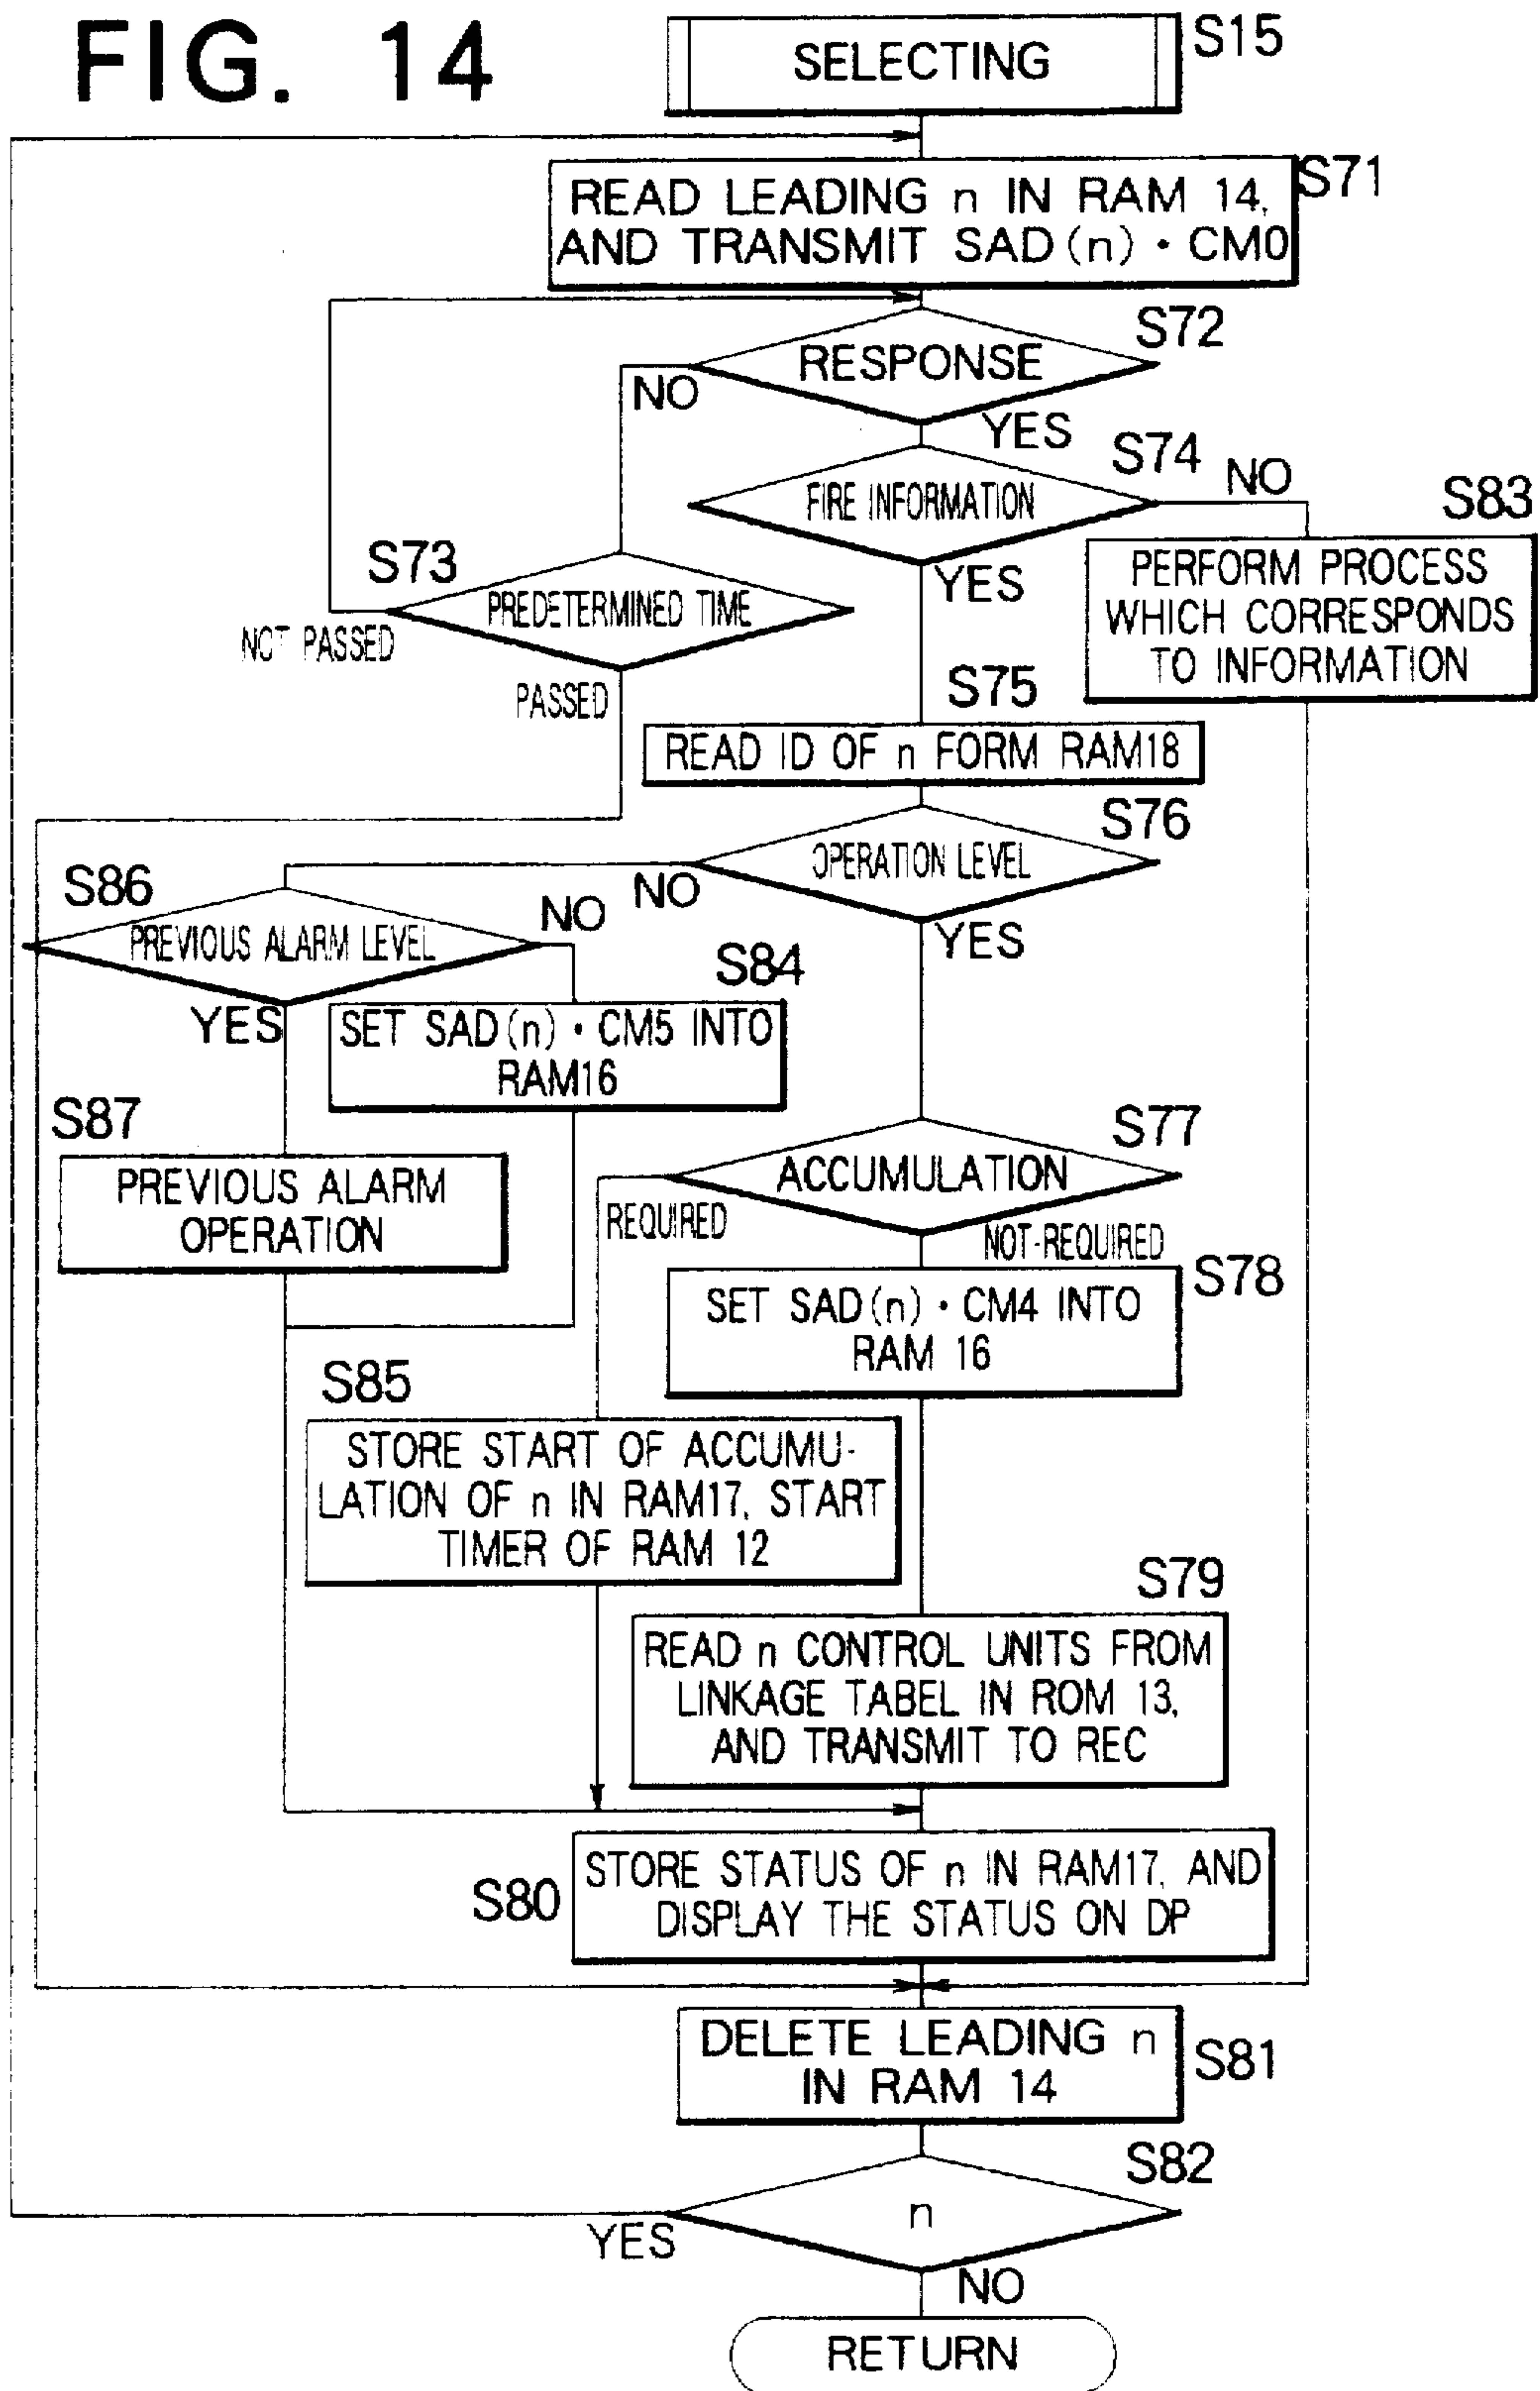 FIG. 14
SELECTING
S15
READ LEADING n IN RAM 14,
AND TRANSMIT SAD(n)・CM0
S71
RESPONSE
S72
NO
YES
FIRE INFORMATION
S74
NO
YES
S73
PREDETERMINED TIME
NOT PASSED
PASSED
S83
PERFORM PROCESS
WHICH CORRESPONDS
TO INFORMATION
S75
READ ID OF n FORM RAM18
S76
OPERATION LEVEL
NO
YES
S86
PREVIOUS ALARM LEVEL
NO
YES
S84
SET SAD(n)・CM5 INTO
RAM16
S87
PREVIOUS ALARM
OPERATION
S77
ACCUMULATION
REQUIRED
NOT-REQUIRED
S78
SET SAD(n)・CM4 INTO
RAM 16
S85
STORE START OF ACCUMU-
LATION OF n IN RAM17, START
TIMER OF RAM 12
S79
READ n CONTROL UNITS FROM
LINKAGE TABEL IN ROM 13,
AND TRANSMIT TO REC
S80
STORE STATUS OF n IN RAM17, AND
DISPLAY THE STATUS ON DP
DELETE LEADING n
IN RAM 14
S81
S82
n
YES
NO
RETURN